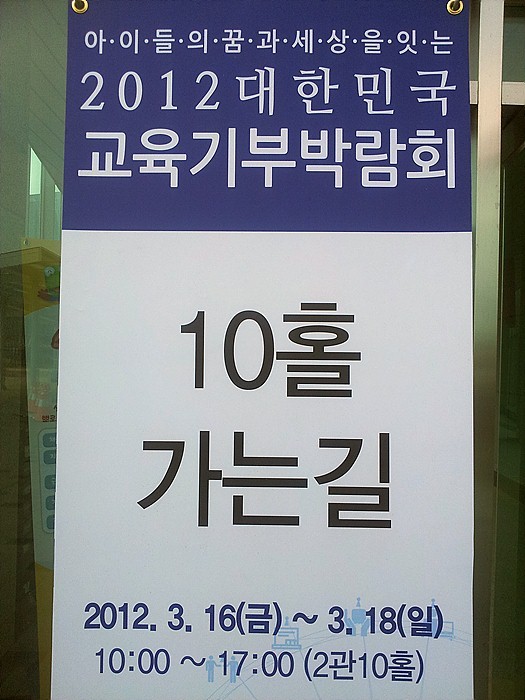 아·이·들·의·꿈·과·세·상·을·잇·는
2012대한민국
교육기부박람회
10홀
가는길
2012. 3. 16(금) ~ 3. 18(일)
10:00 ~ 17:00 (2관10홀)